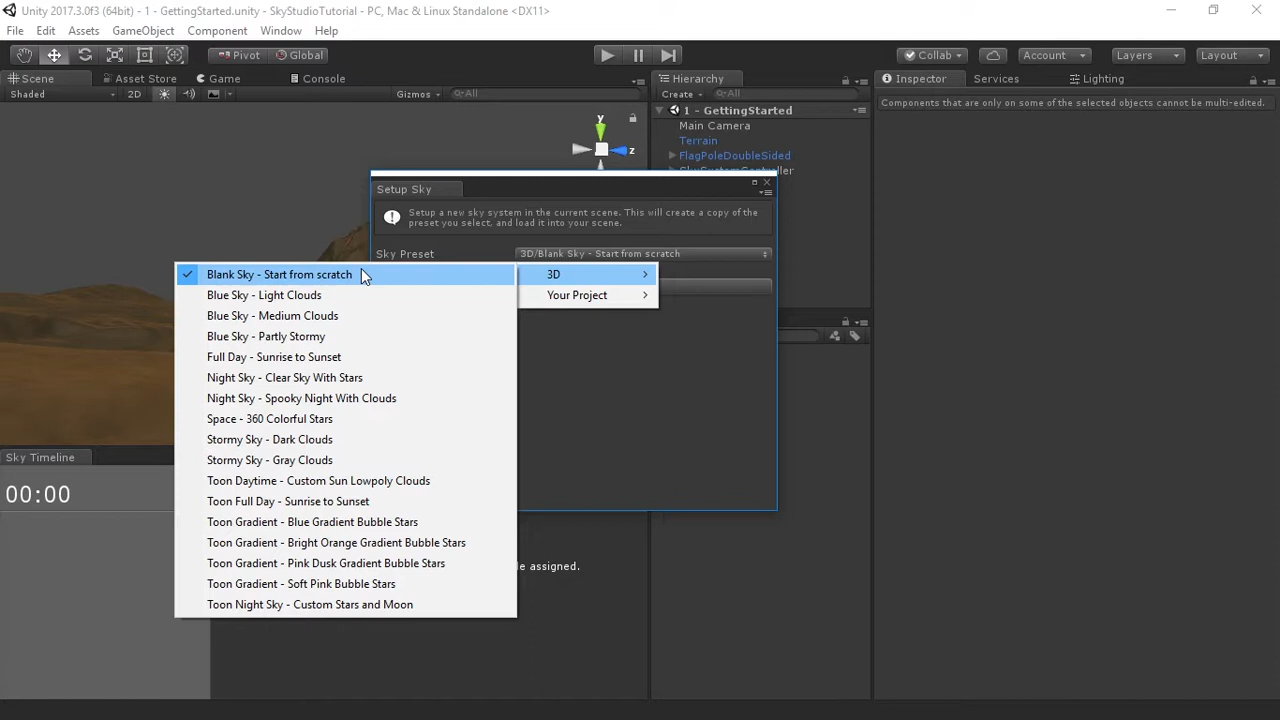 Unity 2017.3.0f3 (64bit) - 1 - GettingStarted.unity - SkyStudioTutorial - PC, Mac & Linux Standalone <DX11>
File Edit Assets GameObject Component Window Help
Pivot Global Collab Account Layers Layout
Scene Asset Store Game Console Hierarchy Inspector Services Lighting
Shaded 2D Gizmos All Create All Components that are only on some of the selected objects cannot be multi-edited.
1 - GettingStarted
Main Camera
Terrain
FlagPoleDoubleSided
y
z
Setup Sky
Setup a new sky system in the current scene. This will create a copy of the
preset you select, and load it into your scene.
Sky Preset 3D/Blank Sky - Start from scratch
3D
Your Project
Blank Sky - Start from scratch
Blue Sky - Light Clouds
Blue Sky - Medium Clouds
Blue Sky - Partly Stormy
Full Day - Sunrise to Sunset
Night Sky - Clear Sky With Stars
Night Sky - Spooky Night With Clouds
Space - 360 Colorful Stars
Stormy Sky - Dark Clouds
Stormy Sky - Gray Clouds
Toon Daytime - Custom Sun Lowpoly Clouds
Toon Full Day - Sunrise to Sunset
Toon Gradient - Blue Gradient Bubble Stars
Toon Gradient - Bright Orange Gradient Bubble Stars
Toon Gradient - Pink Dusk Gradient Bubble Stars
Toon Gradient - Soft Pink Bubble Stars
Toon Night Sky - Custom Stars and Moon
Sky Timeline
00:00
assigned.